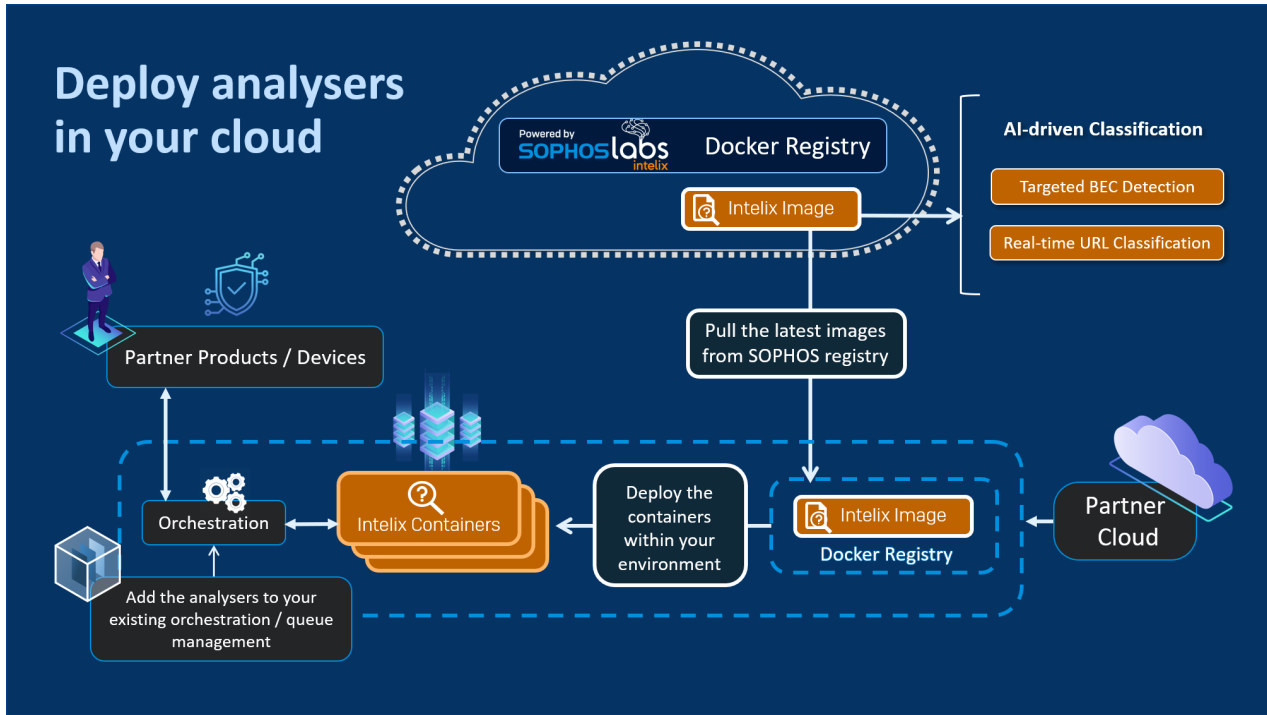 Deploy analysers
in your cloud
Powered by
SOPHOSlabs
intelix
Docker Registry
Intelix Image
AI-driven Classification
Targeted BEC Detection
Real-time URL Classification
Pull the latest images
from SOPHOS registry
Partner Products / Devices
Orchestration
Intelix Containers
Deploy the
containers
within your
environment
Intelix Image
Docker Registry
Partner
Cloud
Add the analysers to your
existing orchestration / queue
management